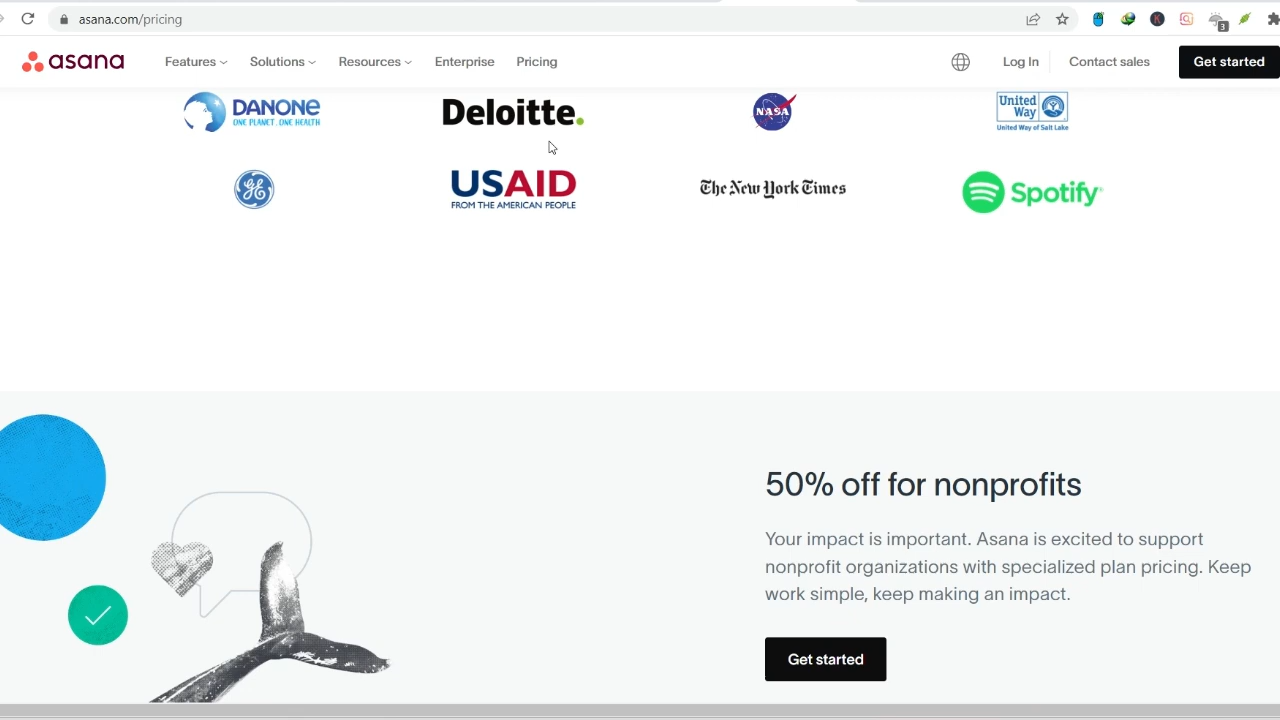 asana.com/pricing
3
asana Features Solutions Resources Enterprise Pricing Log In Contact sales Get started
DANONE
ONE PLANET. ONE HEALTH
Deloitte.
NASA
United
Way
United Way of Salt Lake
GE
USAID
FROM THE AMERICAN PEOPLE
The New York Times
Spotify
50% off for nonprofits
Your impact is important. Asana is excited to support
nonprofit organizations with specialized plan pricing. Keep
work simple, keep making an impact.
Get started